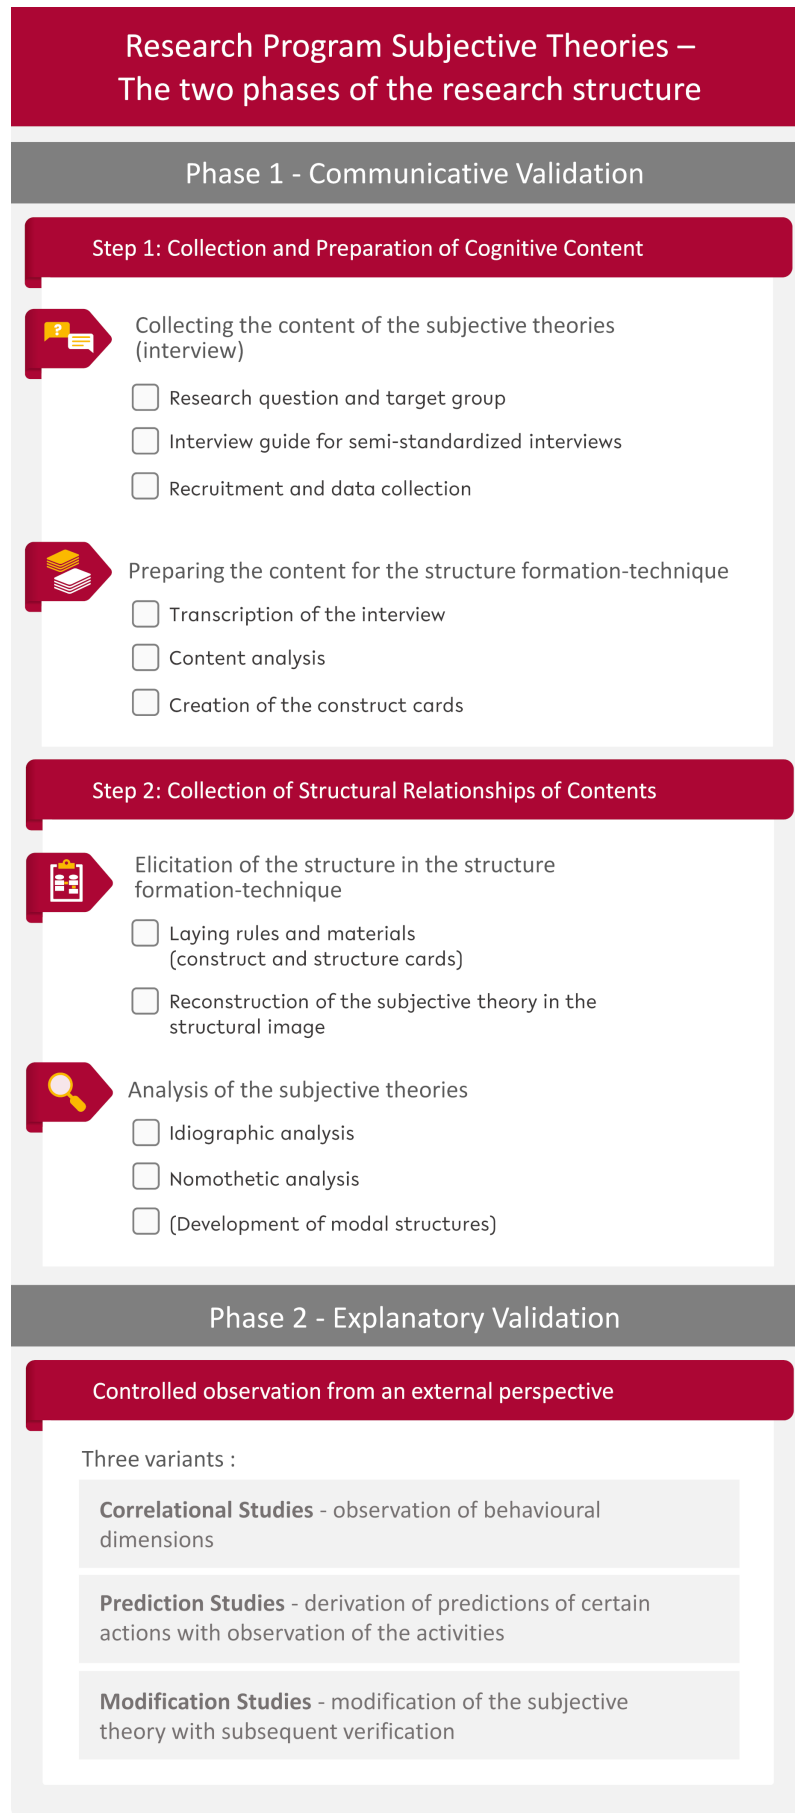 Research Program Subjective Theories –
The two phases of the research structure
Phase 1 - Communicative Validation
Step 1: Collection and Preparation of Cognitive Content
?
Collecting the content of the subjective theories
(interview)
Research question and target group
Interview guide for semi-standardized interviews
Recruitment and data collection
Preparing the content for the structure formation-technique
Transcription of the interview
Content analysis
Creation of the construct cards
Step 2: Collection of Structural Relationships of Contents
Elicitation of the structure in the structure
formation-technique
Laying rules and materials
(construct and structure cards)
Reconstruction of the subjective theory in the
structural image
Analysis of the subjective theories
Idiographic analysis
Nomothetic analysis
(Development of modal structures)
Phase 2 - Explanatory Validation
Controlled observation from an external perspective
Three variants :
Correlational Studies - observation of behavioural
dimensions
Prediction Studies - derivation of predictions of certain
actions with observation of the activities
Modification Studies - modification of the subjective
theory with subsequent verification